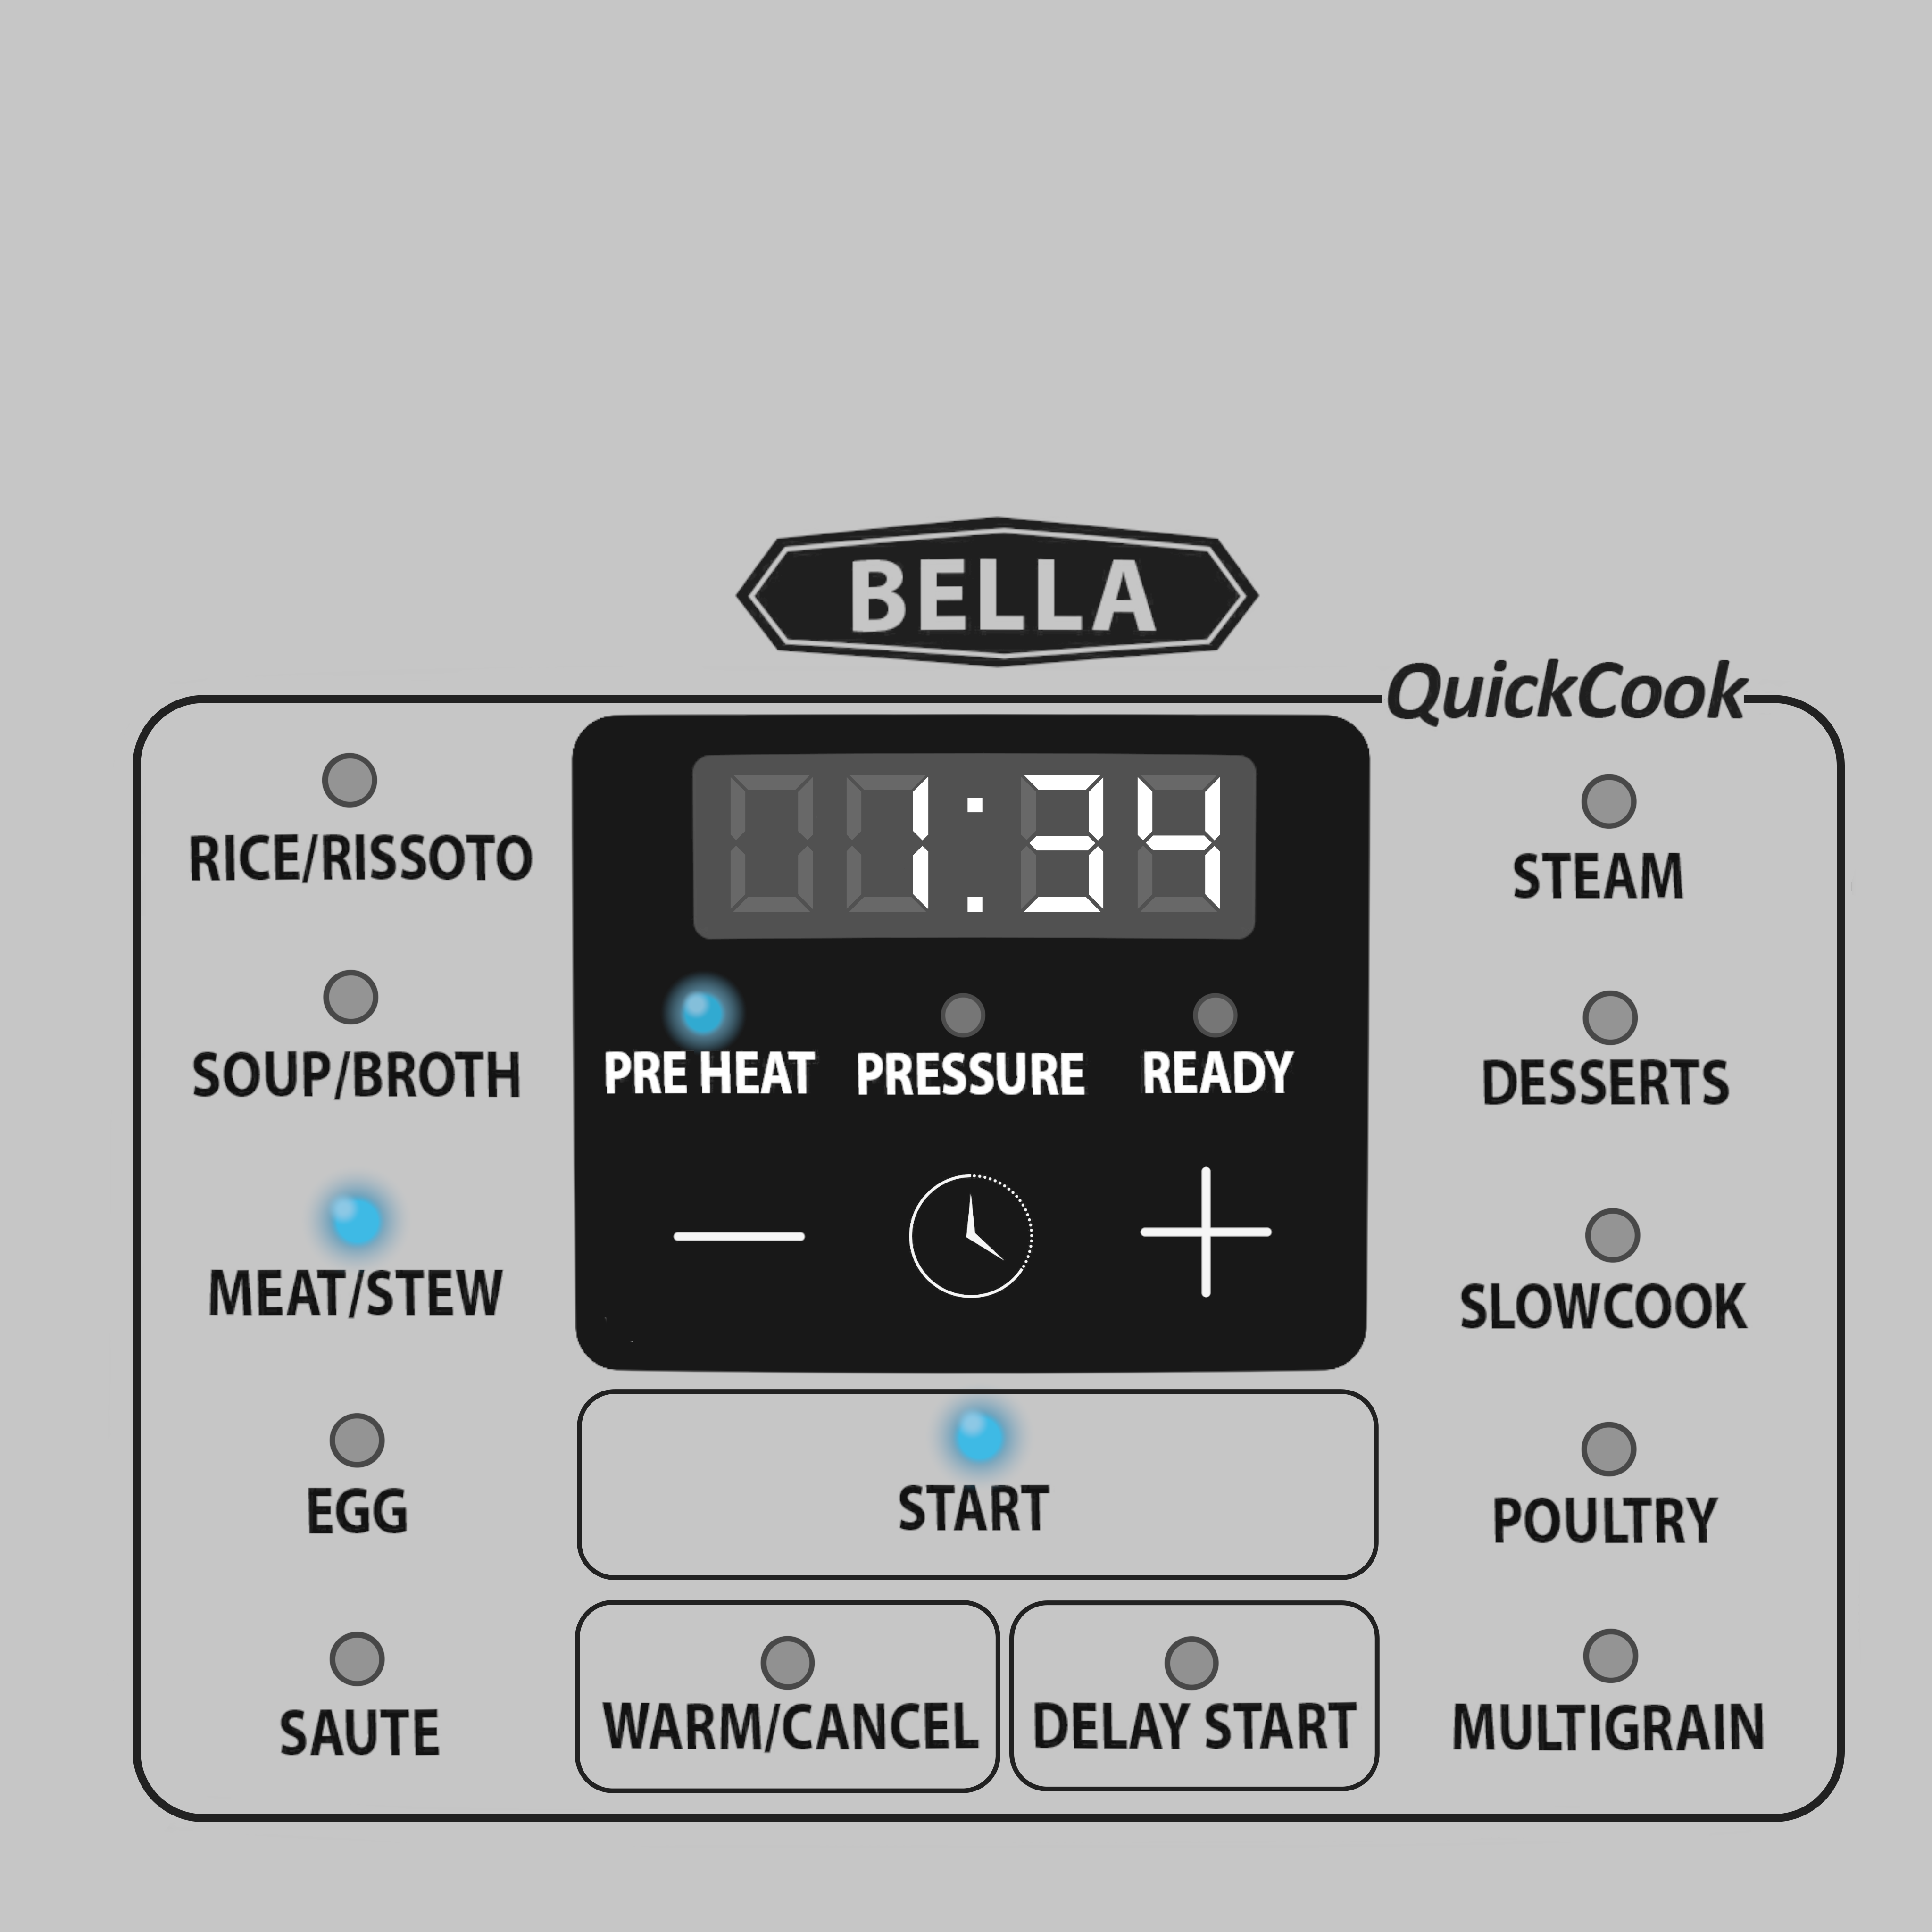 BELLA
QuickCook
1:34
PRE HEAT PRESSURE READY
RICE/RISSOTO
SOUP/BROTH
MEAT/STEW
EGG
SAUTE
START
WARM/CANCEL
DELAY START
STEAM
DESSERTS
SLOWCOOK
POULTRY
MULTIGRAIN